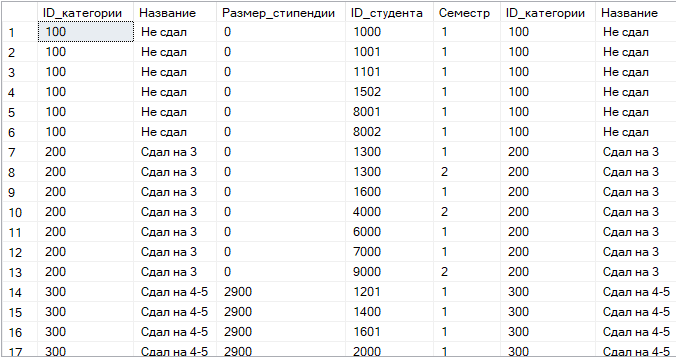 ID_категории Название Размер_стипендии ID_студента Семестр ID_категории Название
1 100 Не сдал 0 1000 1 100 Не сдал
2 100 Не сдал 0 1001 1 100 Не сдал
3 100 Не сдал 0 1101 1 100 Не сдал
4 100 Не сдал 0 1502 1 100 Не сдал
5 100 Не сдал 0 8001 1 100 Не сдал
6 100 Не сдал 0 8002 1 100 Не сдал
7 200 Сдал на 3 0 1300 1 200 Сдал на 3
8 200 Сдал на 3 0 1300 2 200 Сдал на 3
9 200 Сдал на 3 0 1600 1 200 Сдал на 3
10 200 Сдал на 3 0 4000 2 200 Сдал на 3
11 200 Сдал на 3 0 6000 1 200 Сдал на 3
12 200 Сдал на 3 0 7000 1 200 Сдал на 3
13 200 Сдал на 3 0 9000 2 200 Сдал на 3
14 300 Сдал на 4-5 2900 1201 1 300 Сдал на 4-5
15 300 Сдал на 4-5 2900 1400 1 300 Сдал на 4-5
16 300 Сдал на 4-5 2900 1601 1 300 Сдал на 4-5
17 300 Сдал на 4-5 2900 2000 1 300 Сдал на 4-5